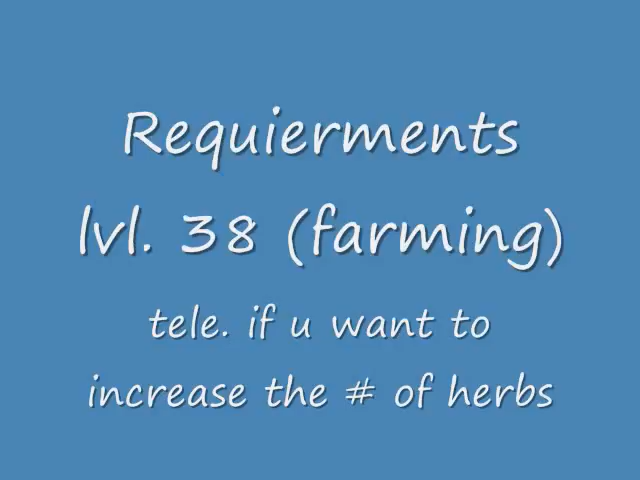 Requierments
lvl. 38 (farming)
tele. if u want to
increase the # of herbs